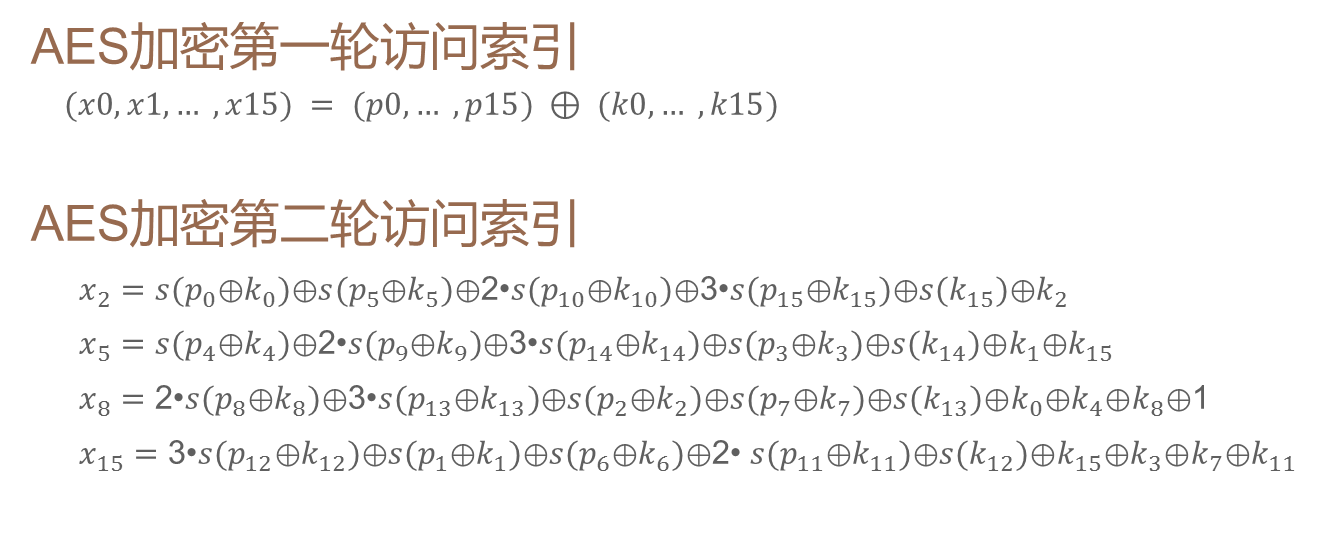 AES加密第一轮访问索引
(x0, x1, … , x15) = (p0, … , p15) ⊕ (k0, … , k15)
AES加密第二轮访问索引
x₂ = s(p₀⊕k₀)⊕s(p₅⊕k₅)⊕2•s(p₁₀⊕k₁₀)⊕3•s(p₁₅⊕k₁₅)⊕s(k₁₅)⊕k₂
x₅ = s(p₄⊕k₄)⊕2•s(p₉⊕k₉)⊕3•s(p₁₄⊕k₁₄)⊕s(p₃⊕k₃)⊕s(k₁₄)⊕k₁⊕k₁₅
x₈ = 2•s(p₈⊕k₈)⊕3•s(p₁₃⊕k₁₃)⊕s(p₂⊕k₂)⊕s(p₇⊕k₇)⊕s(k₁₃)⊕k₀⊕k₄⊕k₈⊕1
x₁₅ = 3•s(p₁₂⊕k₁₂)⊕s(p₁⊕k₁)⊕s(p₆⊕k₆)⊕2• s(p₁₁⊕k₁₁)⊕s(k₁₂)⊕k₁₅⊕k₃⊕k₇⊕k₁₁